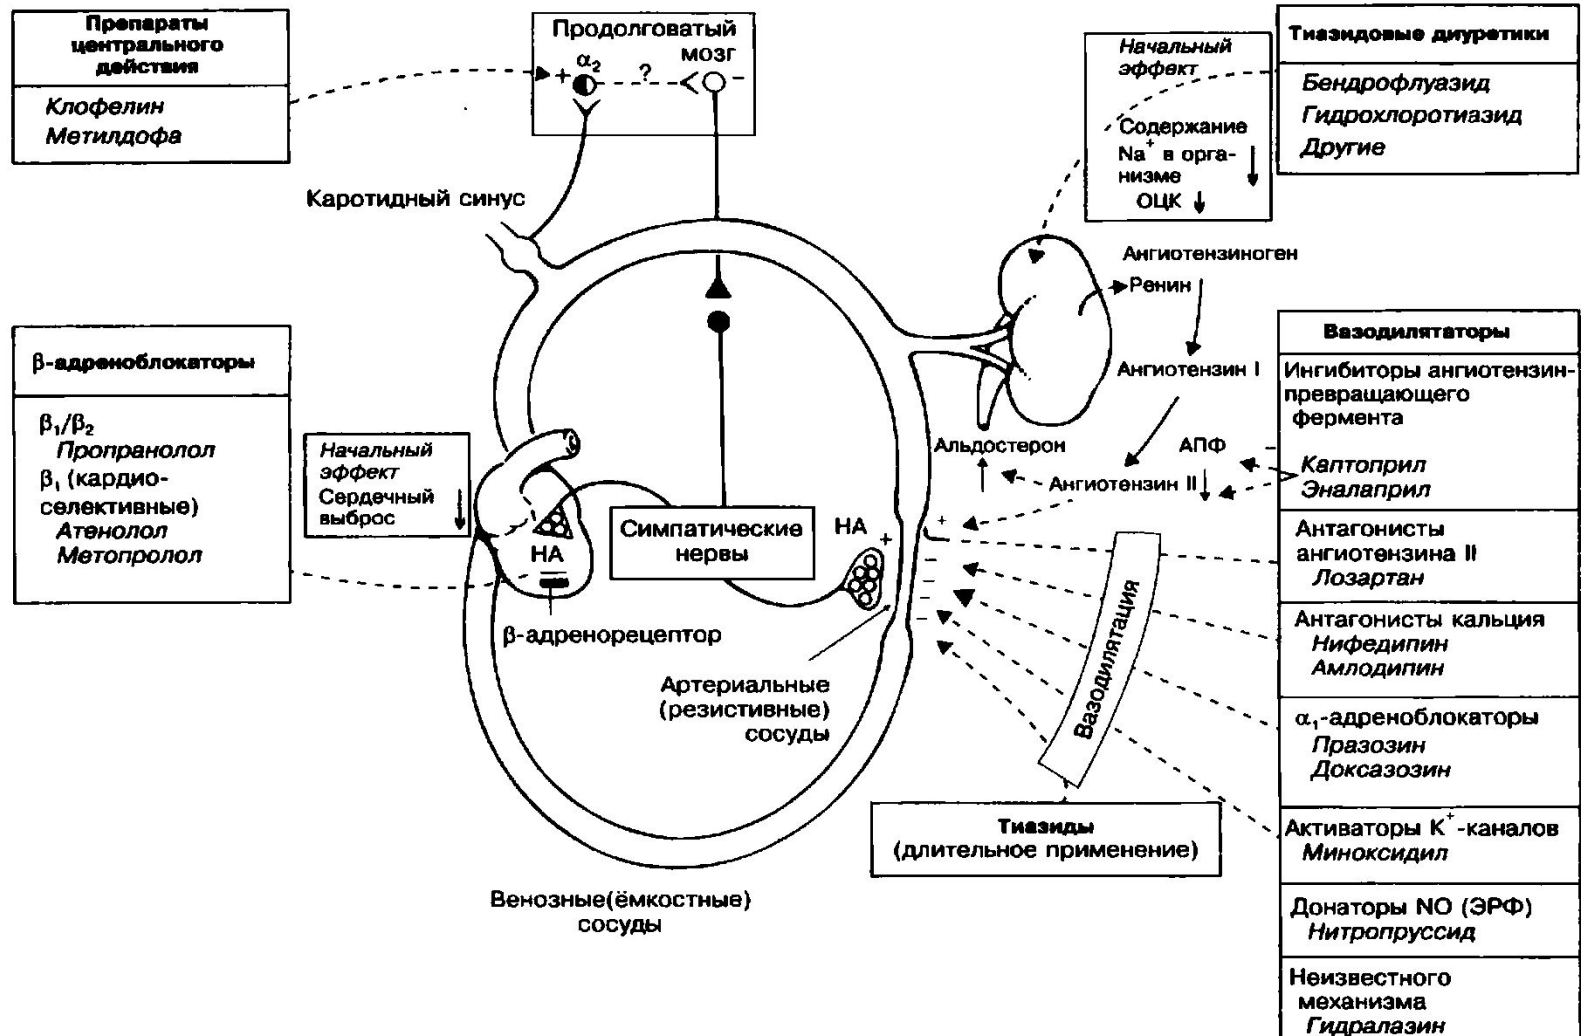 Препараты
центрального
действия
Клофелин
Метилдофа
Продолговатый
мозг
+ α₂ ? −
Каротидный синус
Начальный
эффект
Содержание
Na⁺ в орга-
низме ↓
ОЦК ↓
Тиазидовые диуретики
Бендрофлуазид
Гидрохлоротиазид
Другие
Ангиотензиноген
Ренин
Ангиотензин I
АПФ −
Альдостерон
Ангиотензин II
β-адреноблокаторы
β₁/β₂
Пропранолол
β₁ (кардио-
селективные)
Атенолол
Метопролол
Начальный
эффект
Сердечный
выброс ↓
НА
Симпатические
нервы
НА
+
+
−
−
−
−
β-адренорецептор
Артериальные
(резистивные)
сосуды
Вазодилятация
Тиазиды
(длительное применение)
Венозные(ёмкостные)
сосуды
Вазодилятаторы
Ингибиторы ангиотензин-
превращающего
фермента
Каптоприл
Эналаприл
Антагонисты
ангиотензина II
Лозартан
Антагонисты кальция
Нифедипин
Амлодипин
α₁-адреноблокаторы
Празозин
Доксазозин
Активаторы K⁺-каналов
Миноксидил
Донаторы NO (ЭРФ)
Нитропруссид
Неизвестного
механизма
Гидралазин